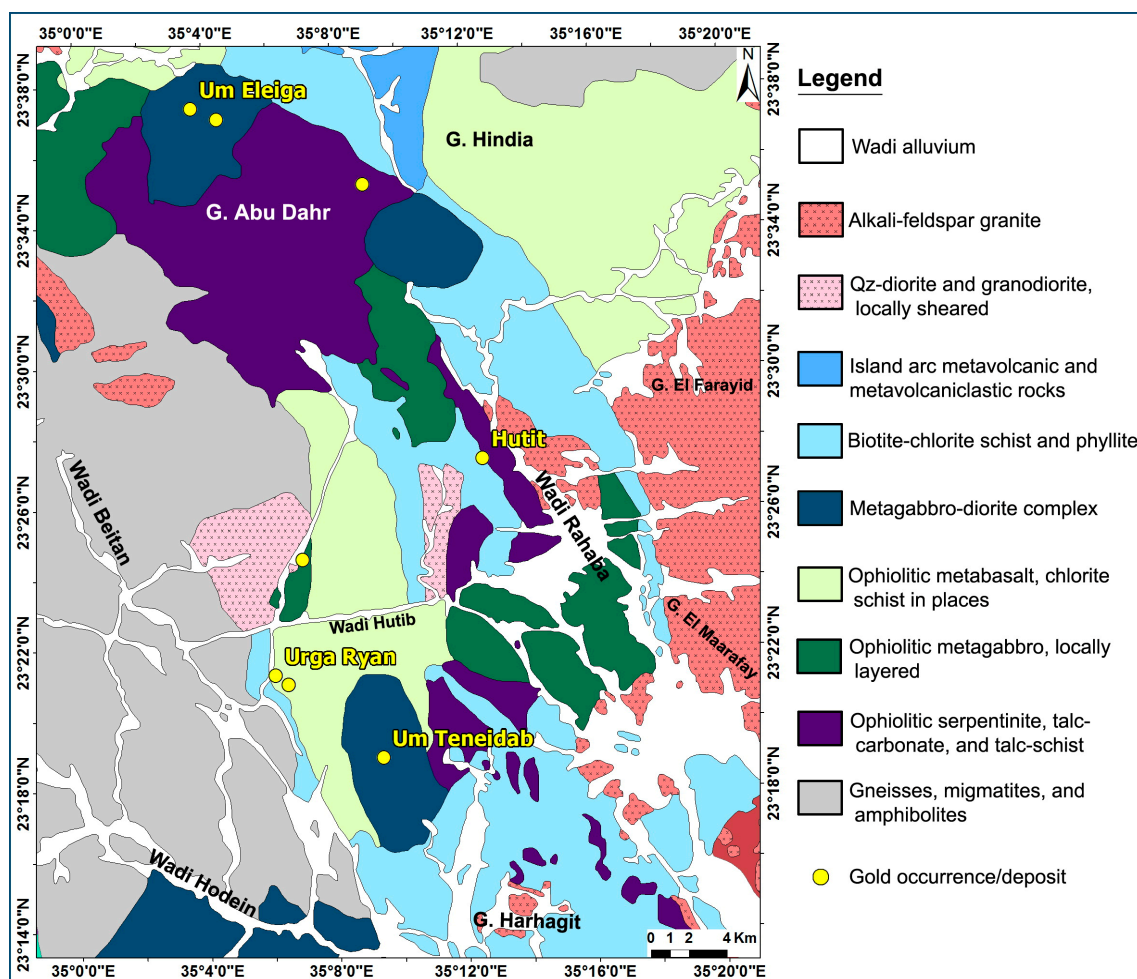 35°0'0"E 35°4'0"E 35°8'0"E 35°12'0"E 35°16'0"E 35°20'0"E
N
23°38'0"N
23°34'0"N
23°30'0"N
23°26'0"N
23°22'0"N
23°18'0"N
23°14'0"N
Um Eleiga
G. Hindia
G. Abu Dahr
G. El Farayid
Hutit
Wadi Beitan
Wadi Rahaba
Wadi Hutib
G. El Maarafay
Urga Ryan
Um Teneidab
Wadi Hodein
G. Harhagit
0 1 2 4 Km
23°38'0"N
23°34'0"N
23°30'0"N
23°26'0"N
23°22'0"N
23°18'0"N
23°14'0"N
35°0'0"E 35°4'0"E 35°8'0"E 35°12'0"E 35°16'0"E 35°20'0"E
Legend
Wadi alluvium
Alkali-feldspar granite
Qz-diorite and granodiorite,
locally sheared
Island arc metavolcanic and
metavolcaniclastic rocks
Biotite-chlorite schist and phyllite
Metagabbro-diorite complex
Ophiolitic metabasalt, chlorite
schist in places
Ophiolitic metagabbro, locally
layered
Ophiolitic serpentinite, talc-
carbonate, and talc-schist
Gneisses, migmatites, and
amphibolites
Gold occurrence/deposit